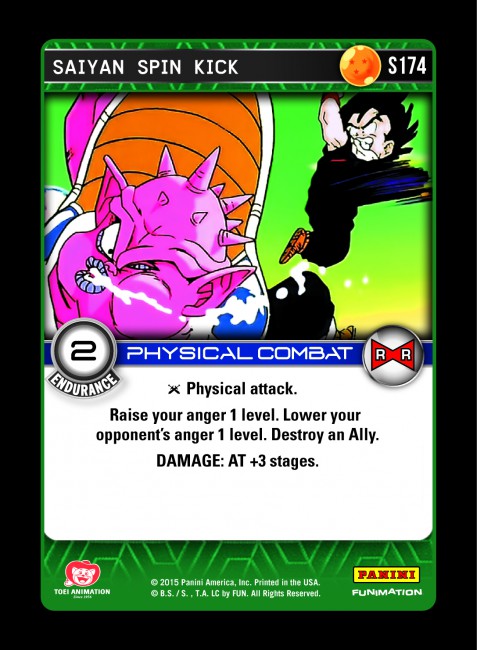 SAIYAN SPIN KICK S174
2
ENDURANCE
PHYSICAL COMBAT
R R
Physical attack.
Raise your anger 1 level. Lower your
opponent's anger 1 level. Destroy an Ally.
DAMAGE: AT +3 stages.
TOEI ANIMATION
Since 1956
© 2015 Panini America, Inc. Printed in the USA.
© B.S. / S. , T.A. LC by FUN. All Rights Reserved.
PANINI
FUNIMATION